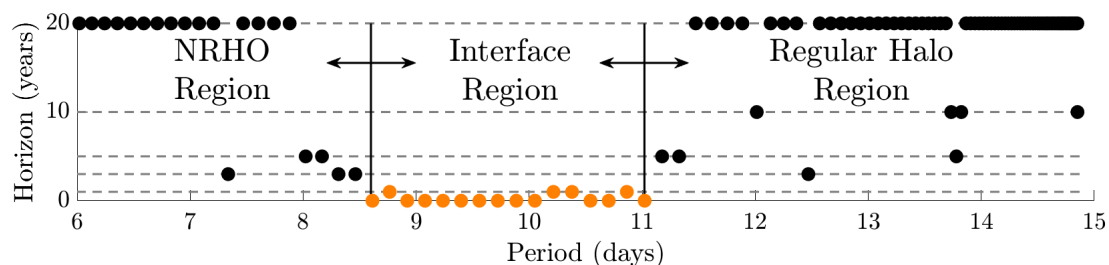 20
NRHO
Region
Interface
Region
Regular Halo
Region
10
0
Horizon (years)
6 7 8 9 10 11 12 13 14 15
Period (days)